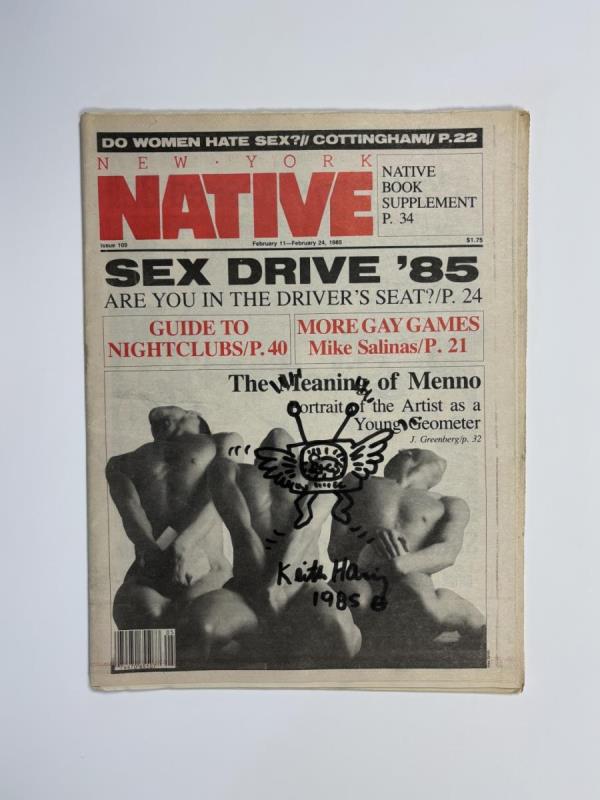 DO WOMEN HATE SEX?// COTTINGHAM// P.22
NEW · YORK
NATIVE
NATIVE
BOOK
SUPPLEMENT
P. 34
Issue 109
February 11—February 24, 1985
$1.75
SEX DRIVE '85
ARE YOU IN THE DRIVER'S SEAT?/P. 24
GUIDE TO
NIGHTCLUBS/P. 40
MORE GAY GAMES
Mike Salinas/P. 21
The Meaning of Menno
Portrait of the Artist as a
Young Geometer
J. Greenberg/p. 32
Keith Haring
1985